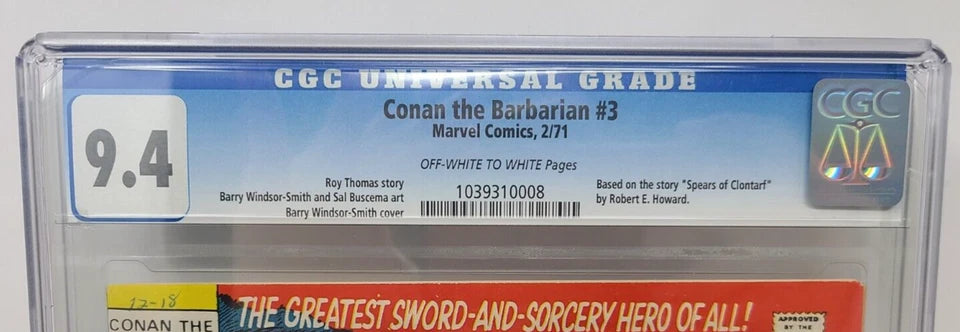 CGC UNIVERSAL GRADE
9.4
Conan the Barbarian #3
Marvel Comics, 2/71
OFF-WHITE TO WHITE Pages
Roy Thomas story
Barry Windsor-Smith and Sal Buscema art
Barry Windsor-Smith cover
1039310008
Based on the story "Spears of Clontarf"
by Robert E. Howard.
CGC
12-18
CONAN THE
THE GREATEST SWORD-AND-SORCERY HERO OF ALL!
APPROVED
BY THE